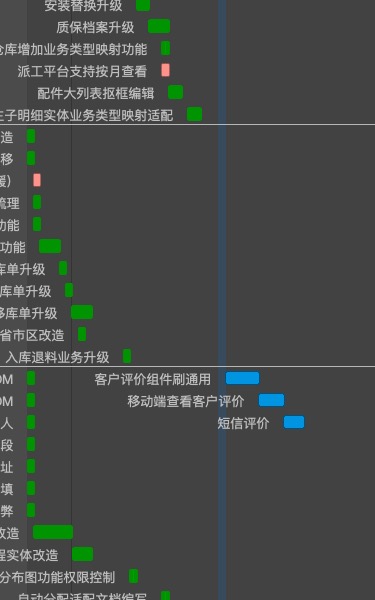 安装替换升级
质保档案升级
仓库增加业务类型映射功能
派工平台支持按月查看
配件大列表抠框编辑
主子明细实体业务类型映射适配
造
移
缓）
梳理
功能
功能
库单升级
库单升级
移库单升级
省市区改造
入库退料业务升级
OM 客户评价组件刷通用
OM 移动端查看客户评价
人 短信评价
段
址
填
弊
改造
程实体改造
分布图功能权限控制
自动分配适配文档编写